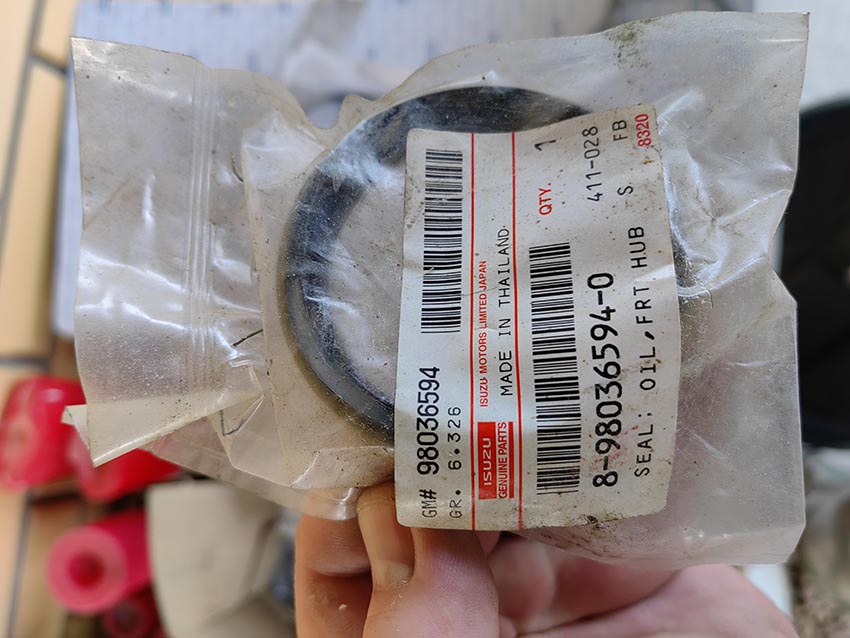 GM# 98036594
GR. 6.326
ISUZU
GENUINE PARTS
ISUZU MOTORS LIMITED JAPAN
MADE IN THAILAND
QTY. 1
8-98036594-0
411-028
SEAL; OIL,FRT HUB S. FB
8320